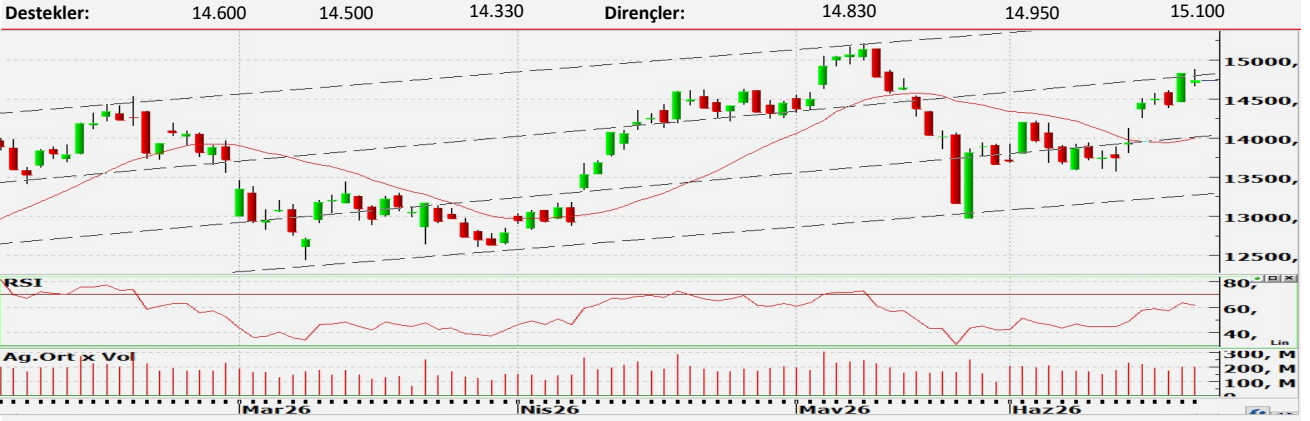 Destekler: 14.600 14.500 14.330 Dirençler: 14.830 14.950 15.100
15000,
14500,
14000,
13500,
13000,
12500,
RSI
80,
60,
40,
Lin
Ag.Ort x Vol
300, M
200, M
100, M
Mar26 Nis26 May26 Haz26